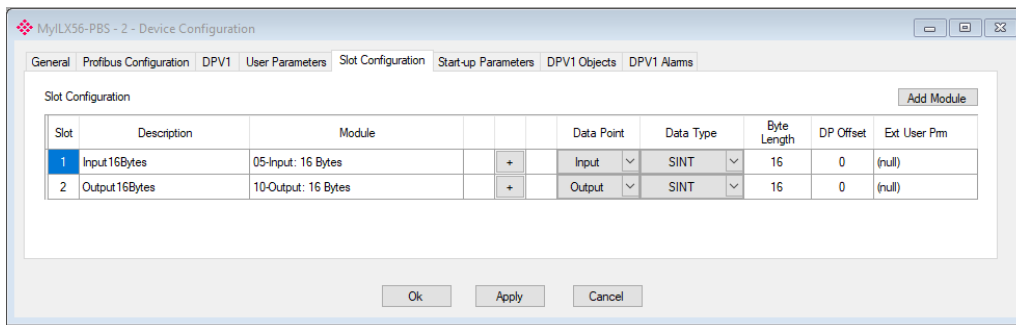 MyILX56-PBS - 2 - Device Configuration
General Profibus Configuration DPV1 User Parameters Slot Configuration Start-up Parameters DPV1 Objects DPV1 Alarms
Slot Configuration
Add Module
Slot Description Module Data Point Data Type Byte Length DP Offset Ext User Prm
1 Input16Bytes 05-Input: 16 Bytes + Input SINT 16 0 (null)
2 Output16Bytes 10-Output: 16 Bytes + Output SINT 16 0 (null)
Ok Apply Cancel